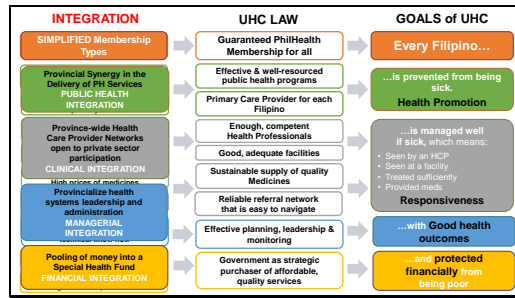 INTEGRATION
UHC LAW
GOALS of UHC
SIMPLIFIED Membership
Types
Guaranteed PhilHealth
Membership for all
Every Filipino…
Provincial Synergy in the
Delivery of PH Services
PUBLIC HEALTH
INTEGRATION
Effective & well-resourced
public health programs
Primary Care Provider for each
Filipino
…is prevented from being
sick.
Health Promotion
Province-wide Health
Care Provider Networks
open to private sector
participation
CLINICAL INTEGRATION
High prices of medicines
Enough, competent
Health Professionals
Good, adequate facilities
Sustainable supply of quality
Medicines
Reliable referral network
that is easy to navigate
…is managed well
if sick, which means:
• Seen by an HCP
• Seen at a facility
• Treated sufficiently
• Provided meds
Responsiveness
Provincialize health
systems leadership and
administration
MANAGERIAL
INTEGRATION
Effective planning, leadership &
monitoring
…with Good health
outcomes
Pooling of money into a
Special Health Fund
FINANCIAL INTEGRATION
Government as strategic
purchaser of affordable,
quality services
…and protected
financially from
being poor